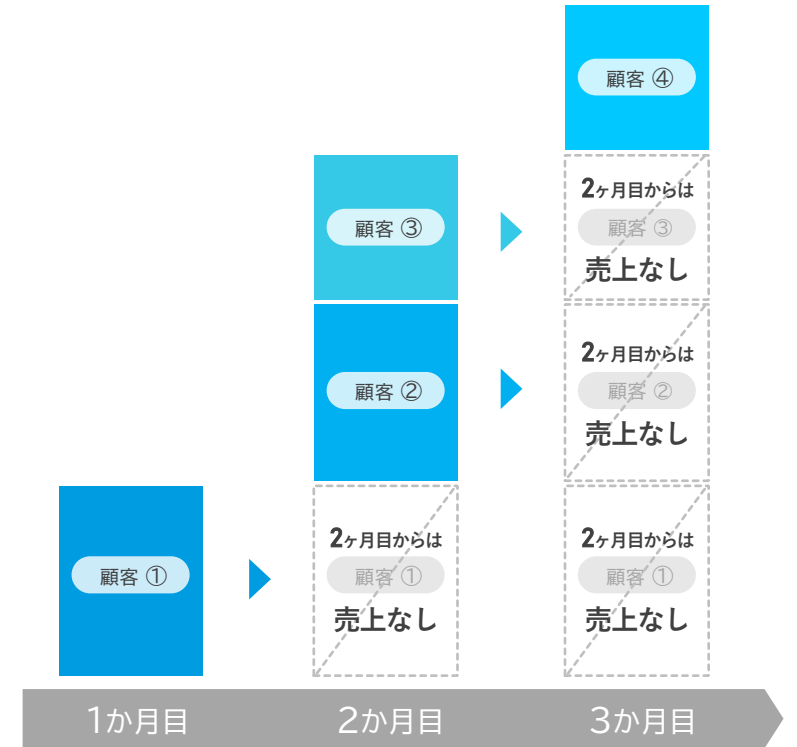 顧客 ④
2ヶ月目からは
顧客 ③
売上なし
顧客 ③
2ヶ月目からは
顧客 ②
売上なし
顧客 ②
顧客 ①
2ヶ月目からは
顧客 ①
売上なし
2ヶ月目からは
顧客 ①
売上なし
1か月目
2か月目
3か月目